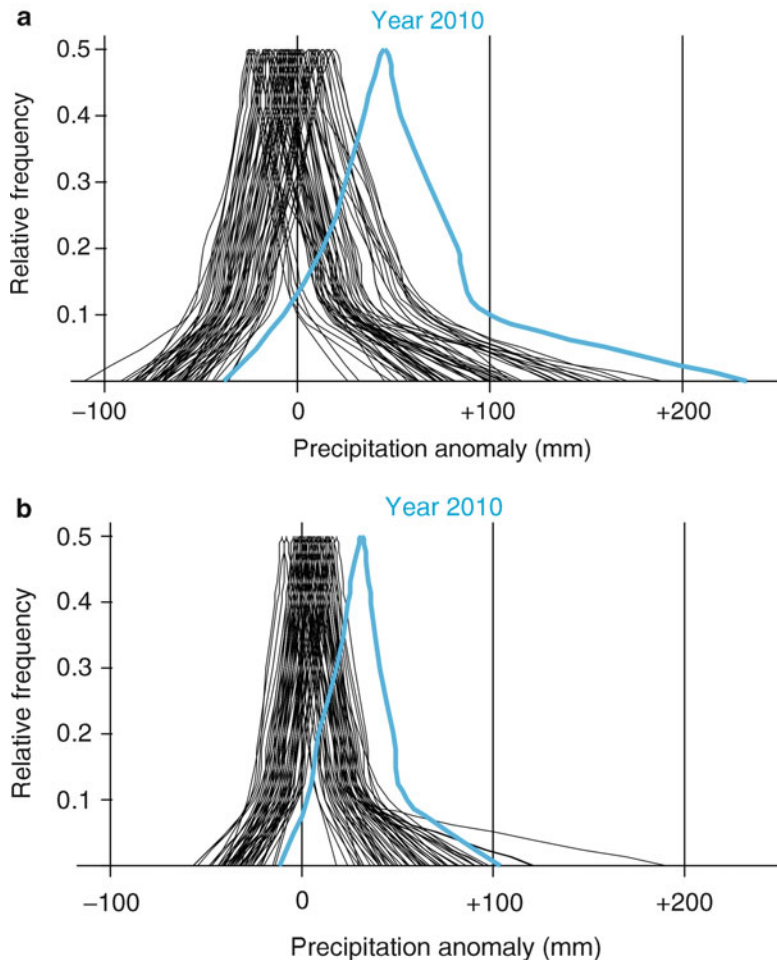 a
Year 2010
0.5
0.4
0.3
0.2
0.1
Relative frequency
−100
0
+100
+200
Precipitation anomaly (mm)
b
Year 2010
0.5
0.4
0.3
0.2
0.1
Relative frequency
−100
0
+100
+200
Precipitation anomaly (mm)